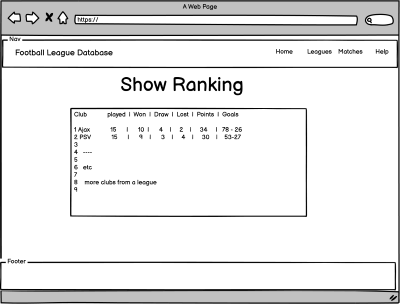 A Web Page
https://
Nav
Football League Database Home Leagues Matches Help
Show Ranking
Club played | Won | Draw | Lost | Points | Goals
1 Ajax 15 | 10 | 4 | 2 | 34 | 78 - 26
2 PSV 15 | 9 | 3 | 4 | 30 | 53-27
3
4 ----
5
6 etc
7
8 more clubs from a league
9
Footer